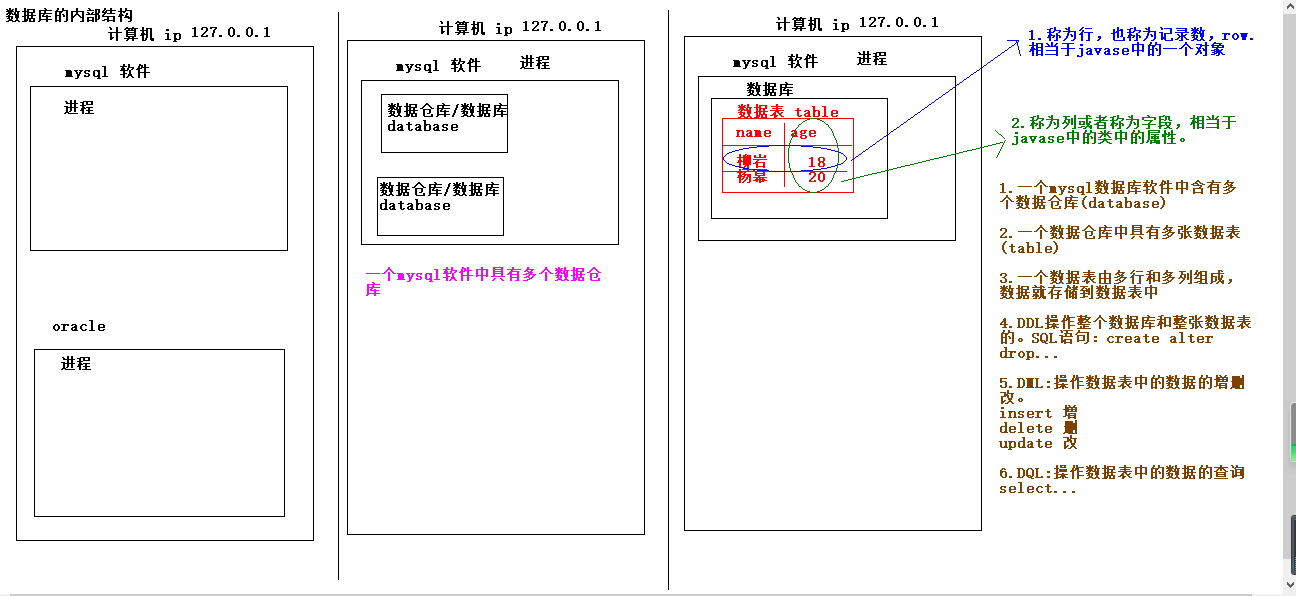 数据库的内部结构
计算机 ip 127.0.0.1
mysql 软件
进程
oracle
进程
计算机 ip 127.0.0.1
mysql 软件 进程
数据仓库/数据库
database
数据仓库/数据库
database
一个mysql软件中具有多个数据仓
库
计算机 ip 127.0.0.1
mysql 软件 进程
数据库
数据表 table
name age
柳岩 18
杨幂 20
1.称为行，也称为记录数，row.
相当于javase中的一个对象
2.称为列或者称为字段，相当于
javase中的类中的属性。
1.一个mysql数据库软件中含有多
个数据仓库(database)
2.一个数据仓库中具有多张数据表
(table)
3.一个数据表由多行和多列组成，
数据就存储到数据表中
4.DDL操作整个数据库和整张数据表
的。SQL语句：create alter
drop...
5.DML:操作数据表中的数据的增删
改。
insert 增
delete 删
update 改
6.DQL:操作数据表中的数据的查询
select...